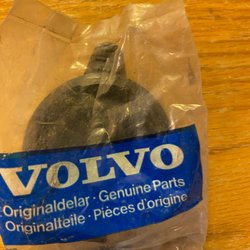 VOLVO
Originaldelar · Genuine Parts
Originalteile · Pièces d'origine